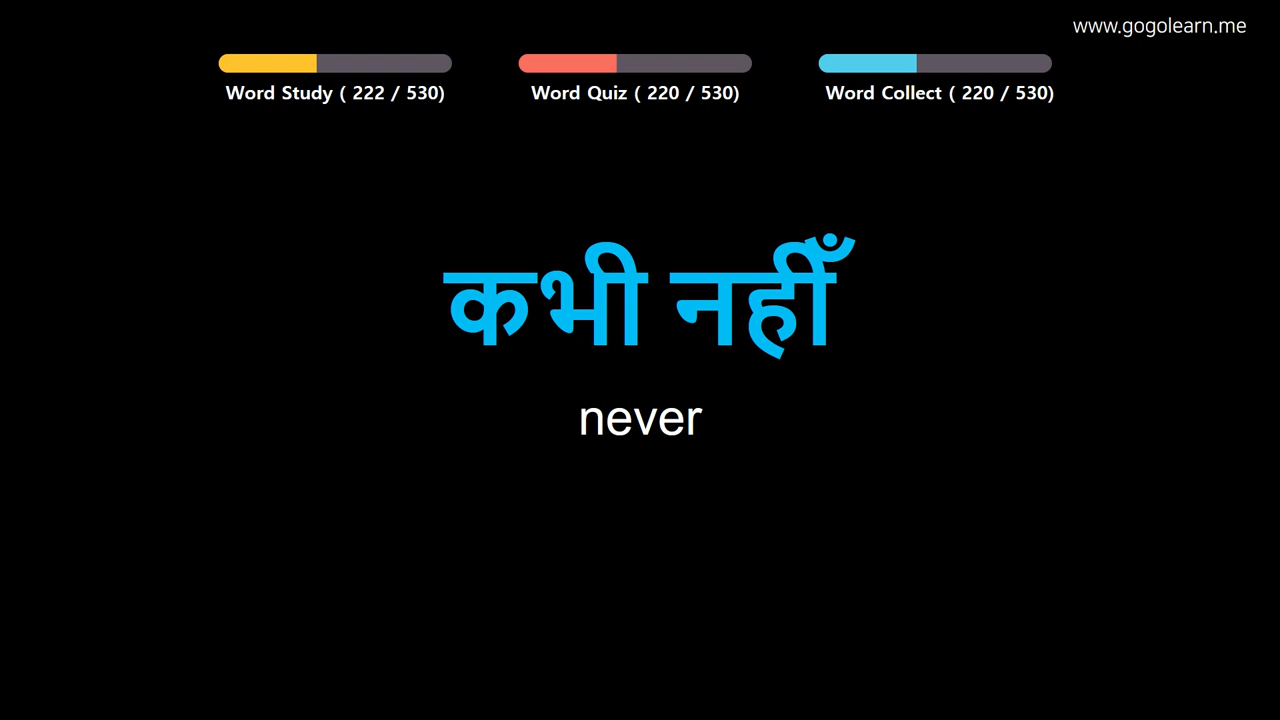 www.gogolearn.me
Word Study ( 222 / 530)
Word Quiz ( 220 / 530)
Word Collect ( 220 / 530)
कभी नहीँ
never